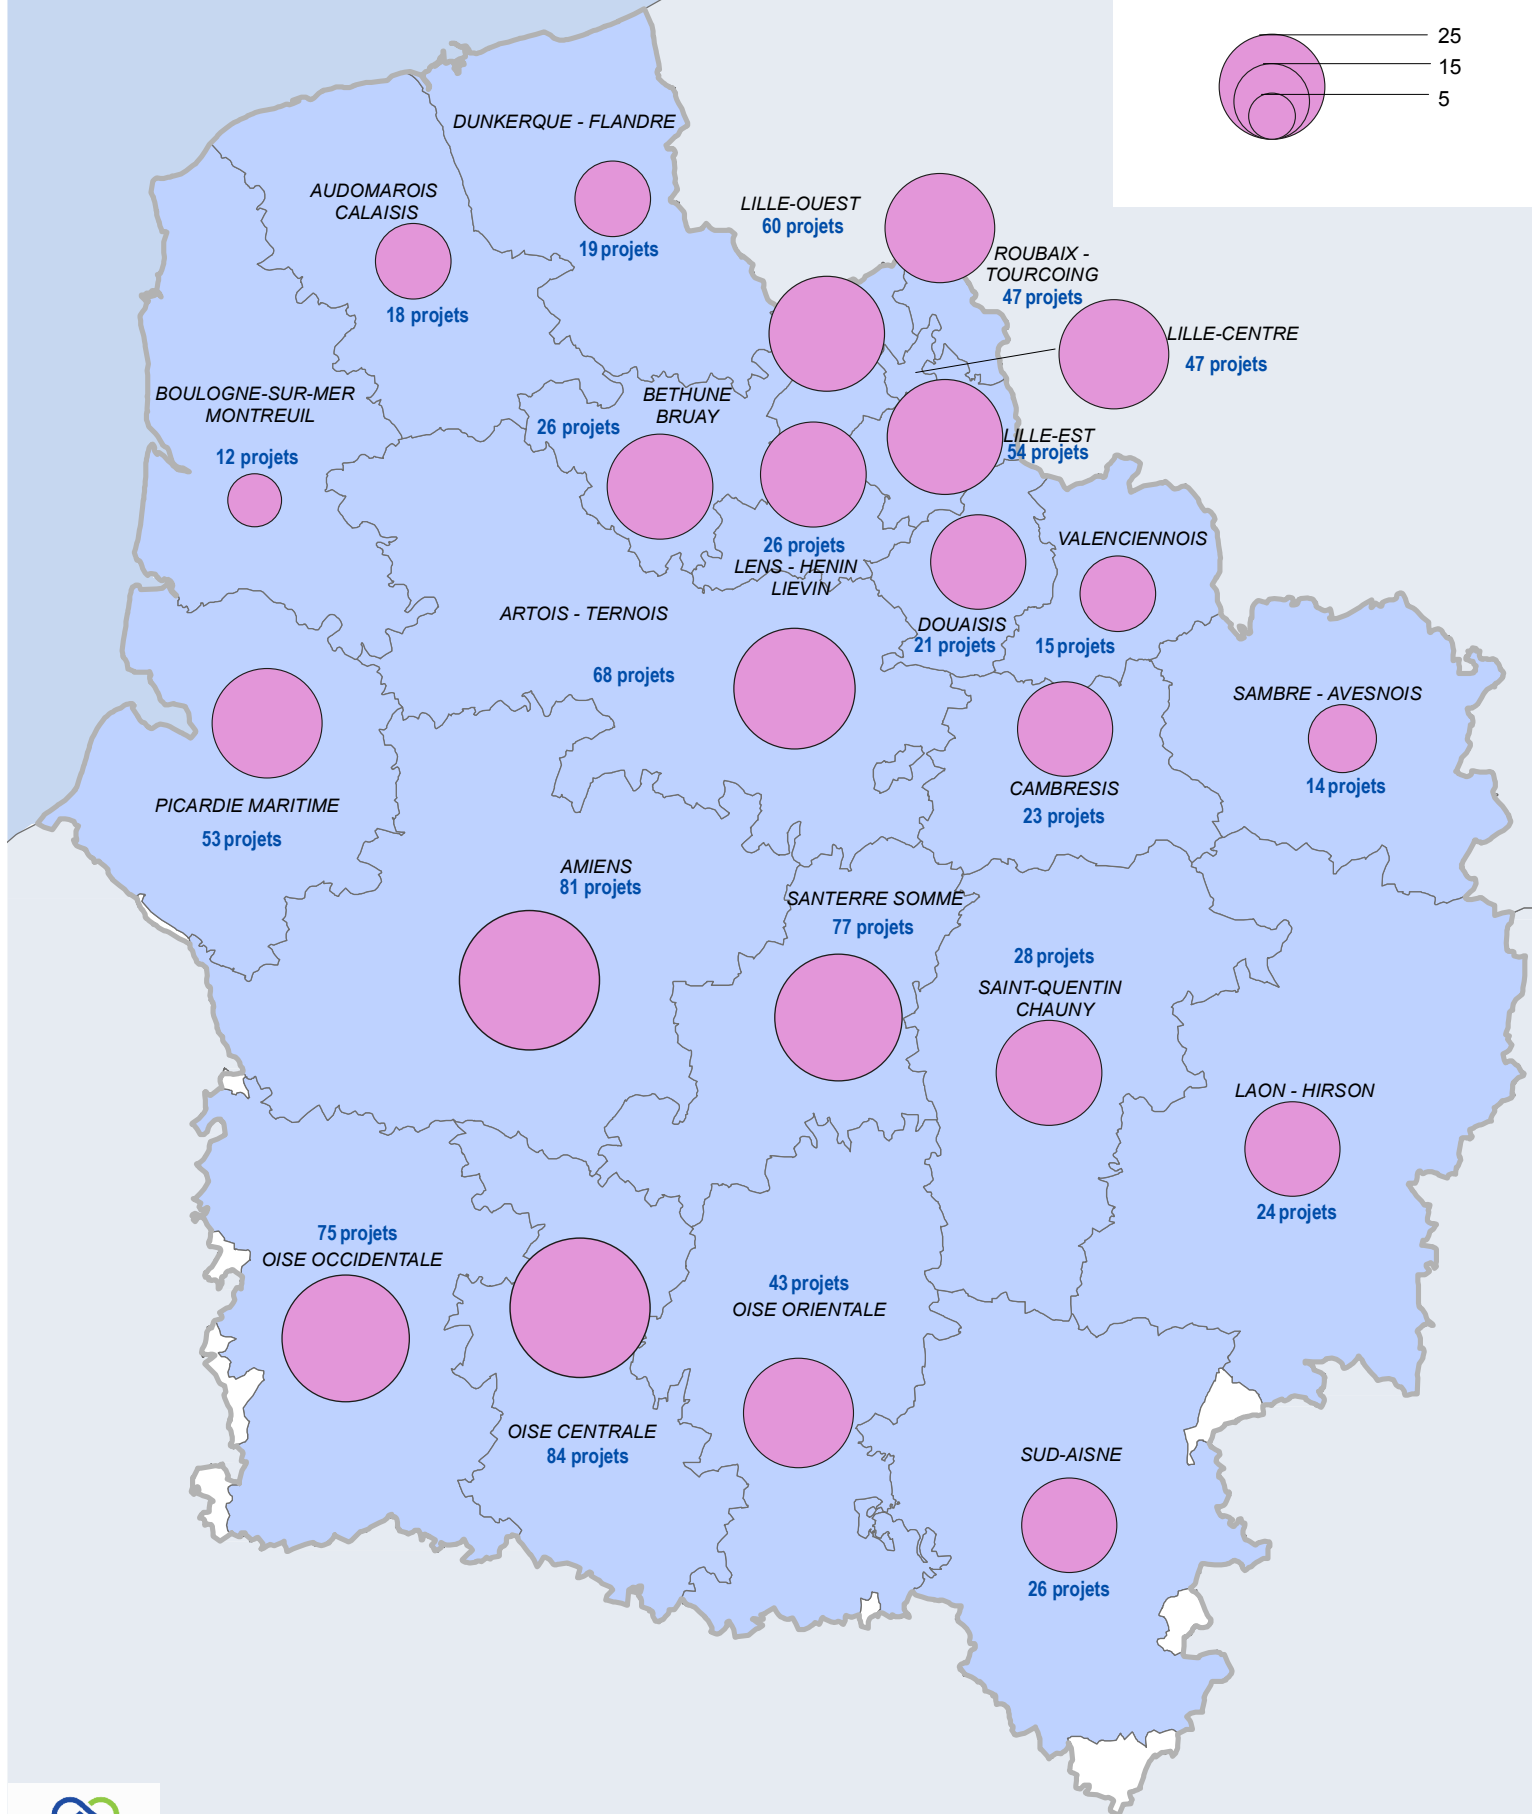 25
15
5
DUNKERQUE - FLANDRE
19 projets
AUDOMAROIS
CALAISIS
18 projets
LILLE-OUEST
60 projets
ROUBAIX -
TOURCOING
47 projets
LILLE-CENTRE
47 projets
BOULOGNE-SUR-MER
MONTREUIL
12 projets
BETHUNE
BRUAY
26 projets
LILLE-EST
54 projets
26 projets
LENS - HENIN
LIEVIN
VALENCIENNOIS
15 projets
DOUAISIS
21 projets
ARTOIS - TERNOIS
68 projets
SAMBRE - AVESNOIS
14 projets
CAMBRESIS
23 projets
PICARDIE MARITIME
53 projets
AMIENS
81 projets
SANTERRE SOMME
77 projets
28 projets
SAINT-QUENTIN
CHAUNY
LAON - HIRSON
24 projets
75 projets
OISE OCCIDENTALE
43 projets
OISE ORIENTALE
OISE CENTRALE
84 projets
SUD-AISNE
26 projets